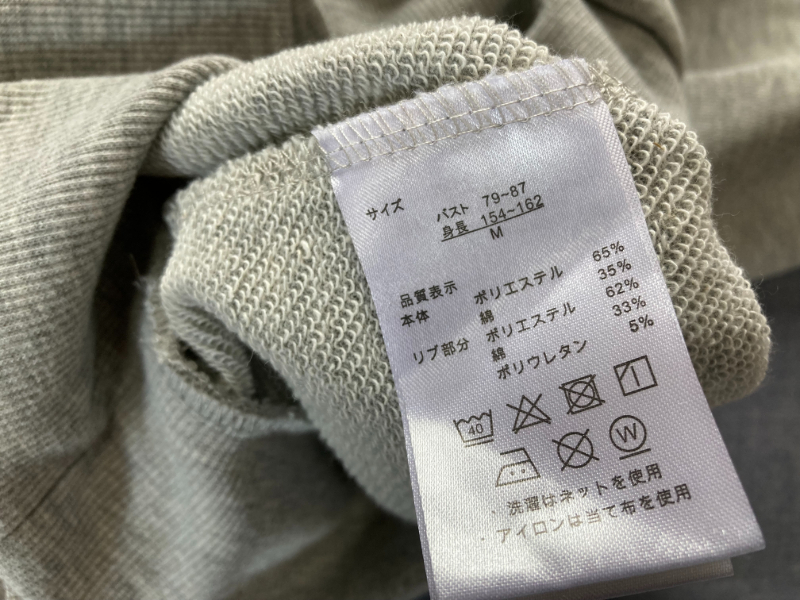 サイズ バスト 79~87
身長 154~162
M
品質表示
本体 ポリエステル 65%
綿 35%
リブ部分 ポリエステル 62%
綿 33%
ポリウレタン 5%
40
W
・洗濯はネットを使用
・アイロンは当て布を使用